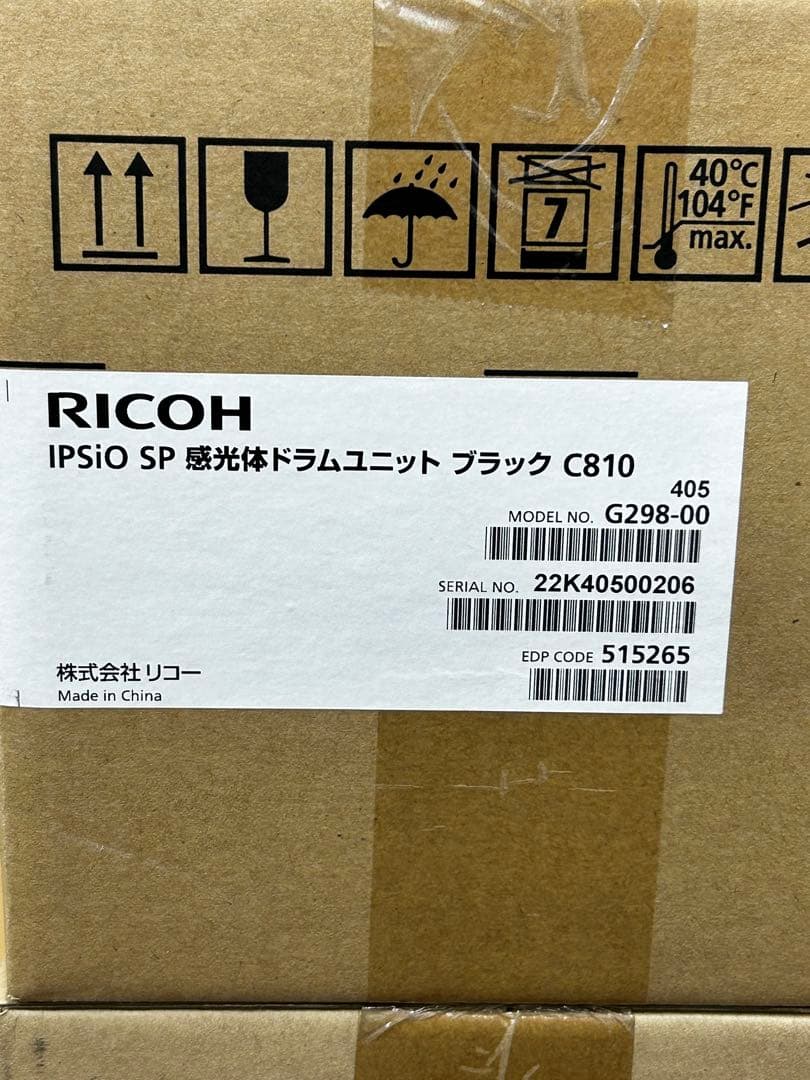 7
40°C
104°F
max.
RICOH
IPSiO SP 感光体ドラムユニット ブラック C810
405
MODEL NO. G298-00
SERIAL NO. 22K40500206
EDP CODE 515265
株式会社 リコー
Made in China